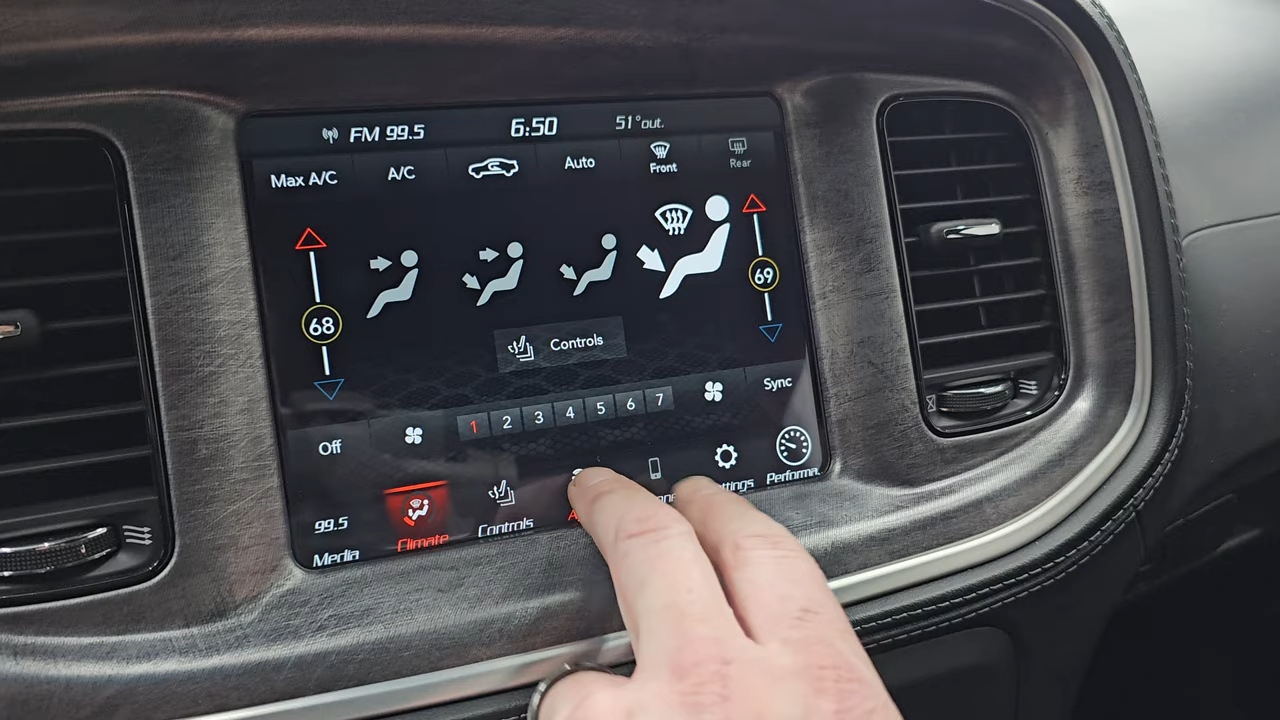 FM 99.5 6:50 51°out.
Max A/C A/C Auto Front Rear
68 69
Controls
1 2 3 4 5 6 7 Sync
Off
99.5
Media Climate Controls ttings Performa